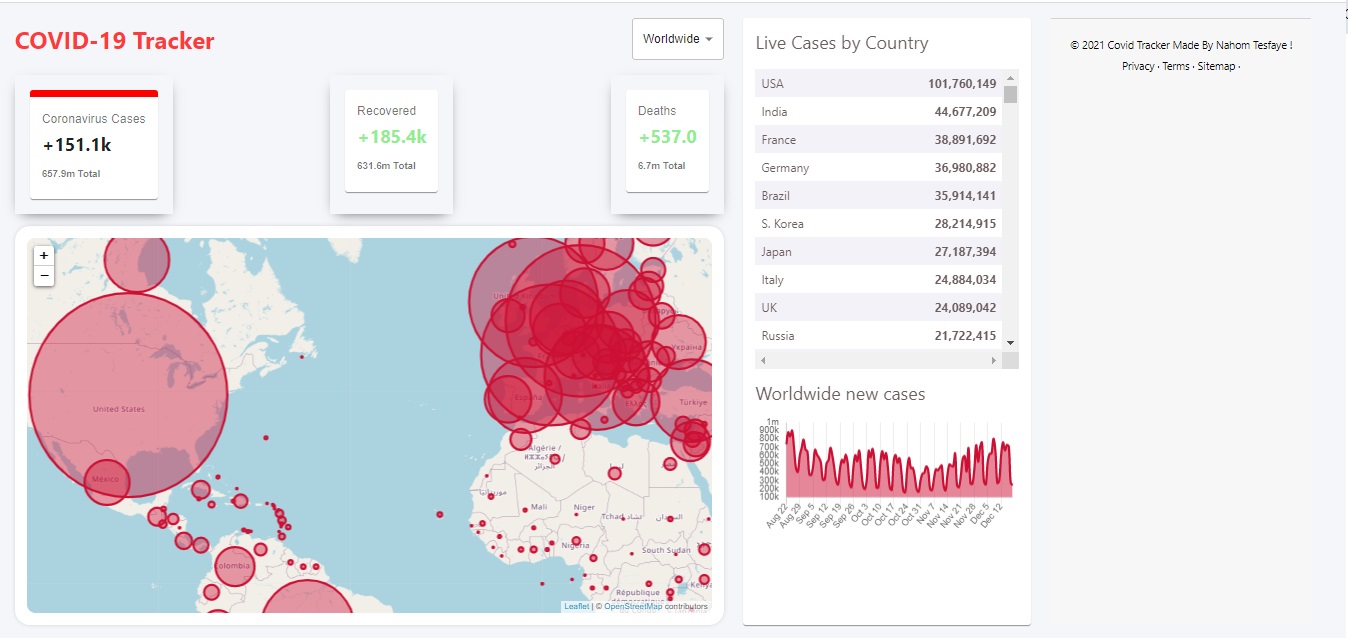 COVID-19 Tracker
Worldwide
Coronavirus Cases
+151.1k
657.9m Total
Recovered
+185.4k
631.6m Total
Deaths
+537.0
6.7m Total
+
−
United States
México
Colombia
España
Україна
Türkiye
Algérie /
الجزائر
موريتانيا
Mali
Niger
Tchad تشاد
السودان
Nigeria
South Sudan
République
Kenya
Leaflet | © OpenStreetMap contributors
Live Cases by Country
USA 101,760,149
India 44,677,209
France 38,891,692
Germany 36,980,882
Brazil 35,914,141
S. Korea 28,214,915
Japan 27,187,394
Italy 24,884,034
UK 24,089,042
Russia 21,722,415
Worldwide new cases
1m
900k
800k
700k
600k
500k
400k
300k
200k
100k
Aug 22
Aug 29
Sep 5
Sep 12
Sep 19
Sep 26
Oct 3
Oct 10
Oct 17
Oct 24
Oct 31
Nov 7
Nov 14
Nov 21
Nov 28
Dec 5
Dec 12
© 2021 Covid Tracker Made By Nahom Tesfaye !
Privacy · Terms · Sitemap ·